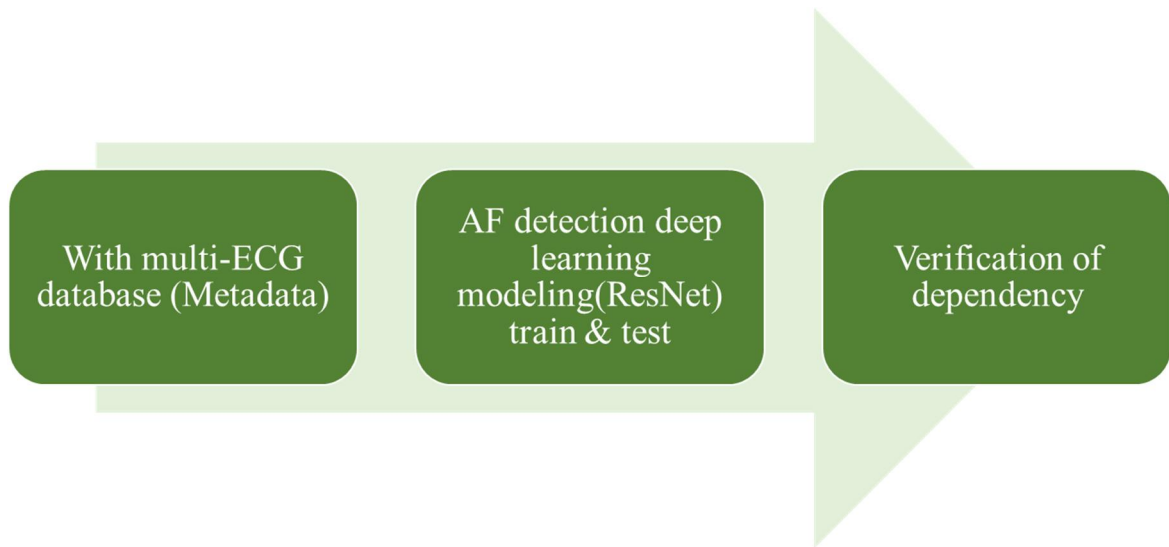 With multi-ECG
database (Metadata)
AF detection deep
learning
modeling(ResNet)
train & test
Verification of
dependency